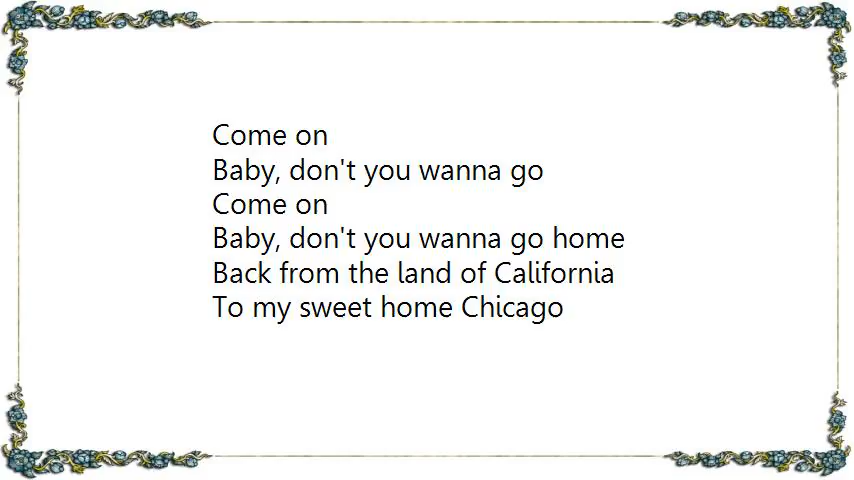 Come on
Baby, don't you wanna go
Come on
Baby, don't you wanna go home
Back from the land of California
To my sweet home Chicago